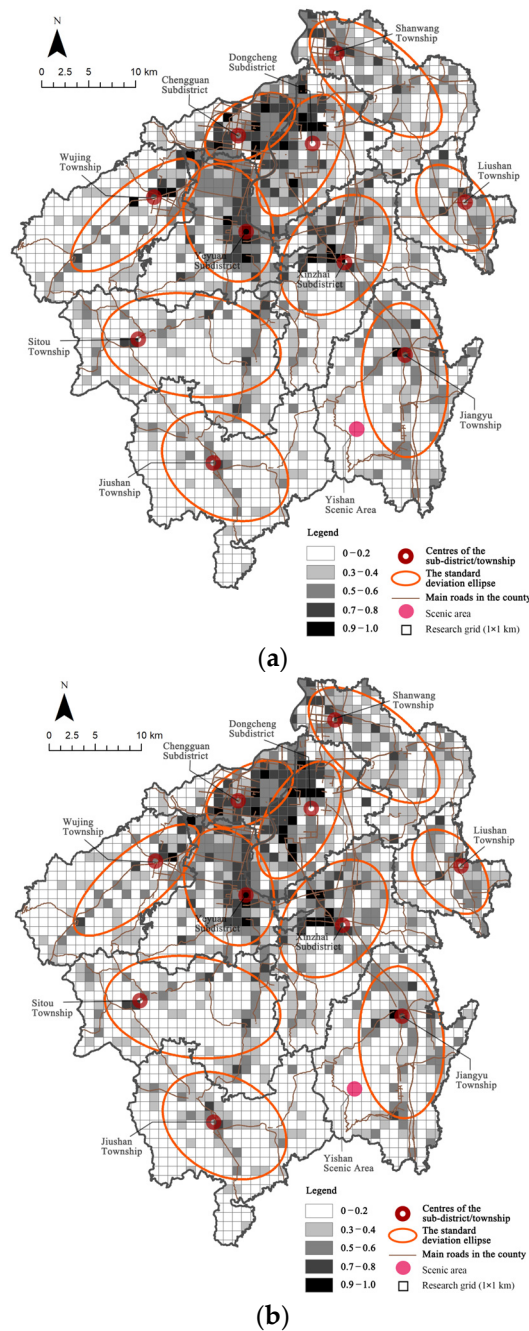 N
0 2.5 5 10 km
Shanwang
Township
Dongcheng
Subdistrict
Chengguan
Subdistrict
Wujing
Township
Liushan
Township
Yeyuan
Subdistrict
Xinzhai
Subdistrict
Sitou
Township
Jiangyu
Township
Jiushan
Township
Yishan
Scenic Area
Legend
0－0.2
0.3－0.4
0.5－0.6
0.7－0.8
0.9－1.0
Centres of the
sub-district/township
The standard
deviation ellipse
Main roads in the county
Scenic area
Research grid (1×1 km)
(a)
N
0 2.5 5 10 km
Shanwang
Township
Dongcheng
Subdistrict
Chengguan
Subdistrict
Wujing
Township
Liushan
Township
Yeyuan
Subdistrict
Xinzhai
Subdistrict
Sitou
Township
Jiangyu
Township
Jiushan
Township
Yishan
Scenic Area
Legend
0－0.2
0.3－0.4
0.5－0.6
0.7－0.8
0.9－1.0
Centres of the
sub-district/township
The standard
deviation ellipse
Main roads in the county
Scenic area
Research grid (1×1 km)
(b)